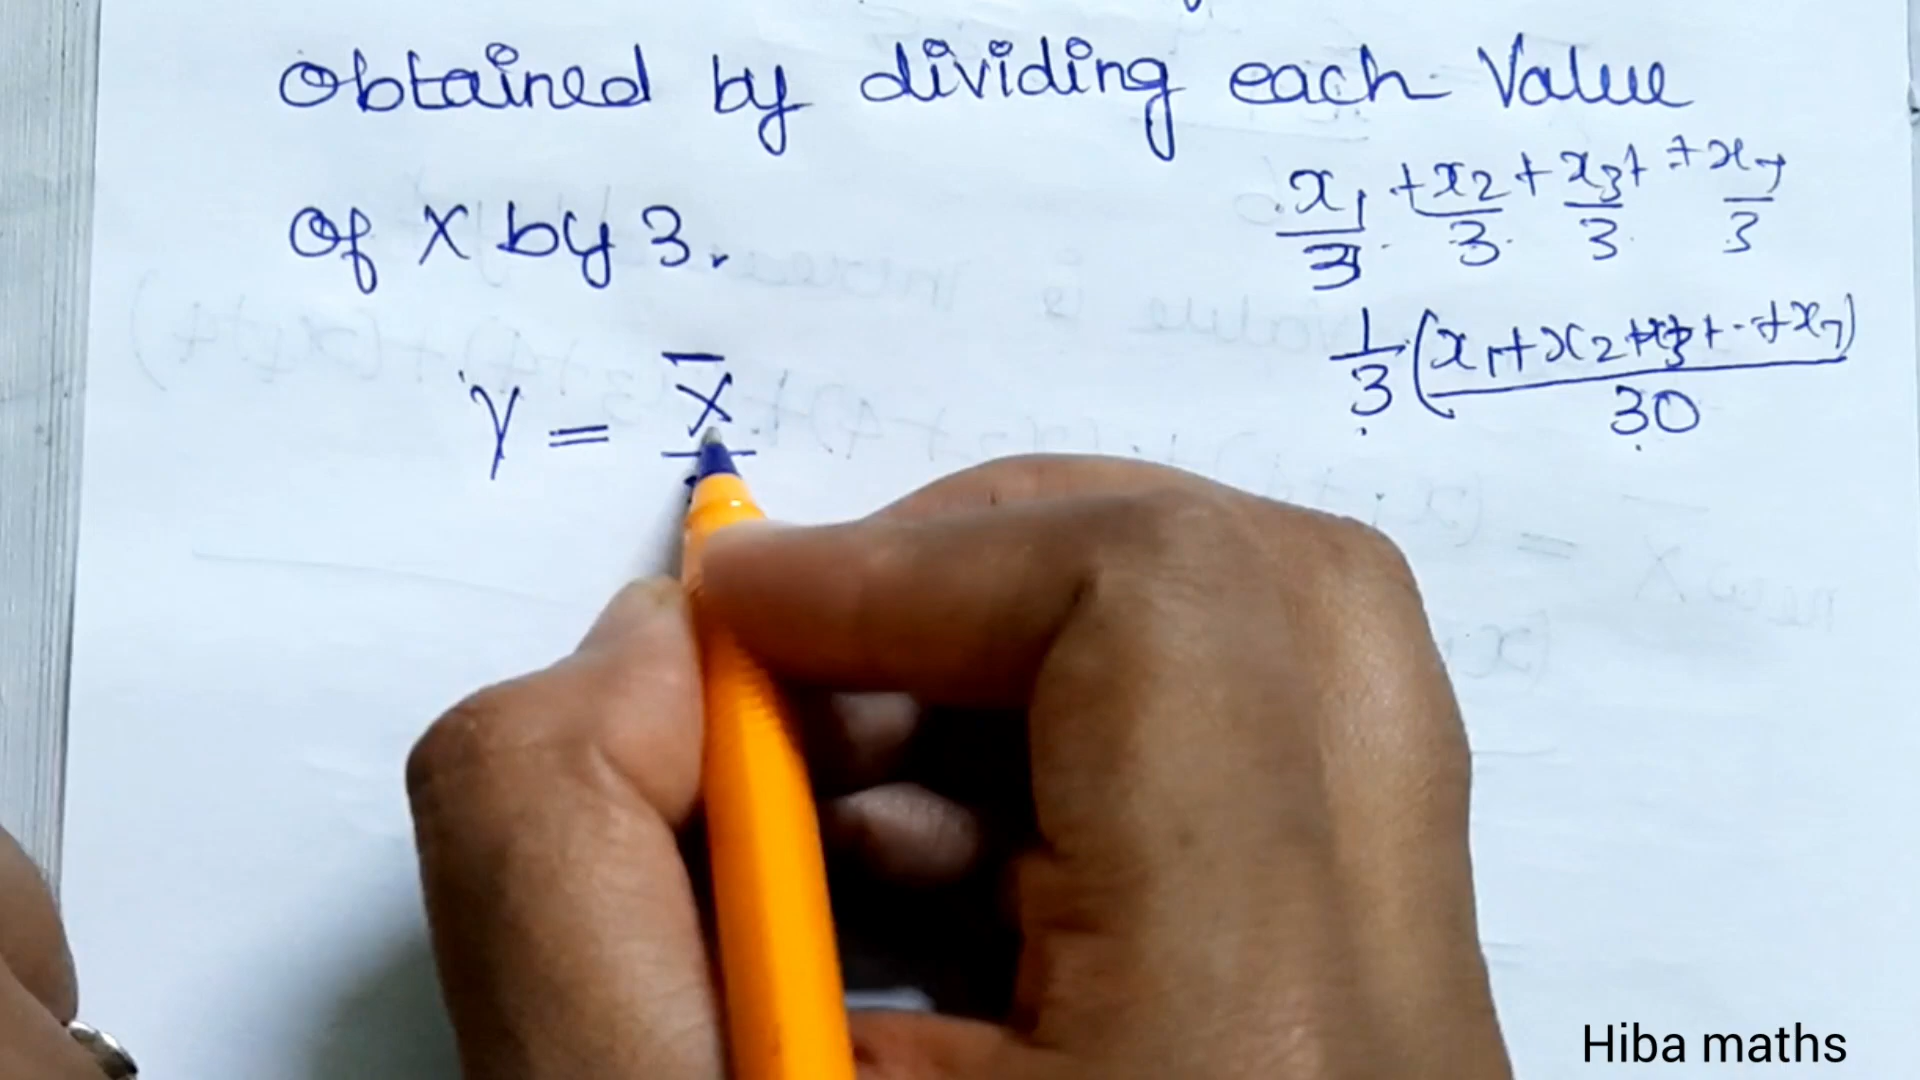 obtained by dividing each value
of x by 3.
x₁/3 + x₂/3 + x₃/3 + + x₇/3
1/3 (x₁ + x₂ + x₃ + - + x₇)/30
Y = X̄
Hiba maths